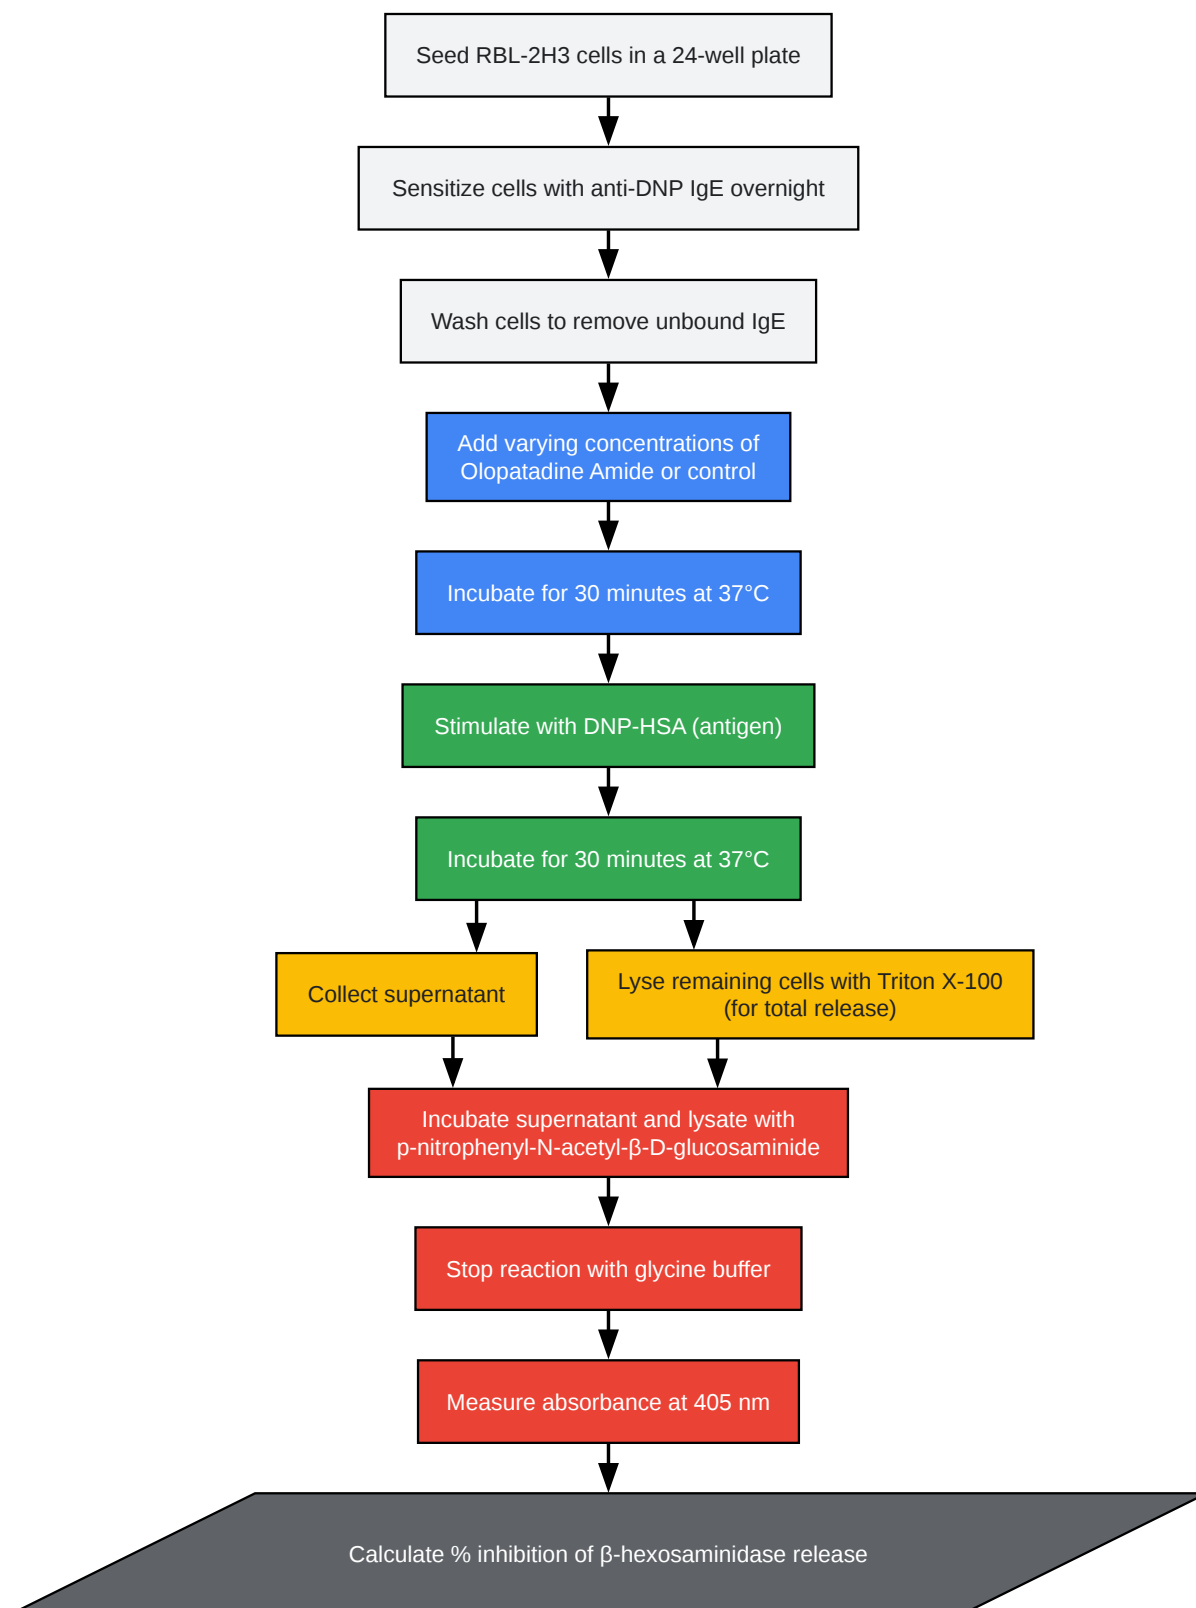 Seed RBL-2H3 cells in a 24-well plate
Sensitize cells with anti-DNP IgE overnight
Wash cells to remove unbound IgE
Add varying concentrations of
Olopatadine Amide or control
Incubate for 30 minutes at 37°C
Stimulate with DNP-HSA (antigen)
Incubate for 30 minutes at 37°C
Collect supernatant
Lyse remaining cells with Triton X-100
(for total release)
Incubate supernatant and lysate with
p-nitrophenyl-N-acetyl-β-D-glucosaminide
Stop reaction with glycine buffer
Measure absorbance at 405 nm
Calculate % inhibition of β-hexosaminidase release